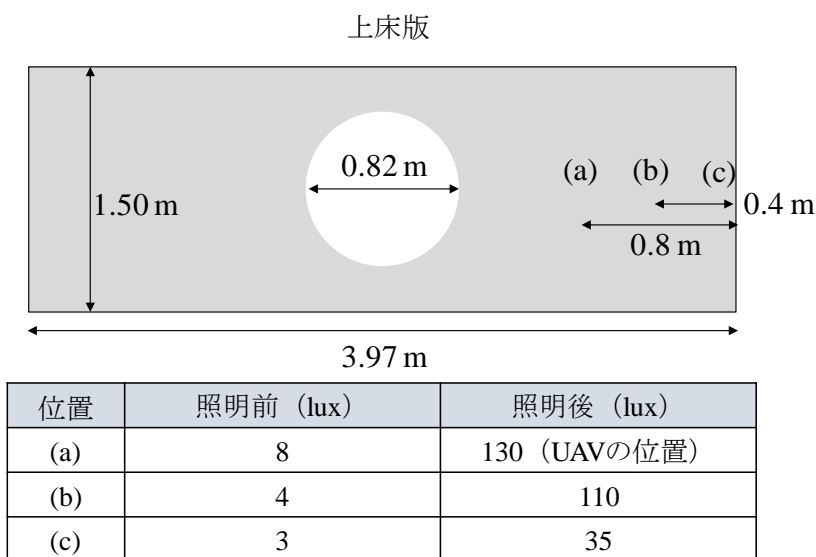 上床版
0.82 m
(a) (b) (c)
1.50 m
0.4 m
0.8 m
3.97 m
位置 照明前（lux） 照明後（lux）
(a) 8 130（UAVの位置）
(b) 4 110
(c) 3 35